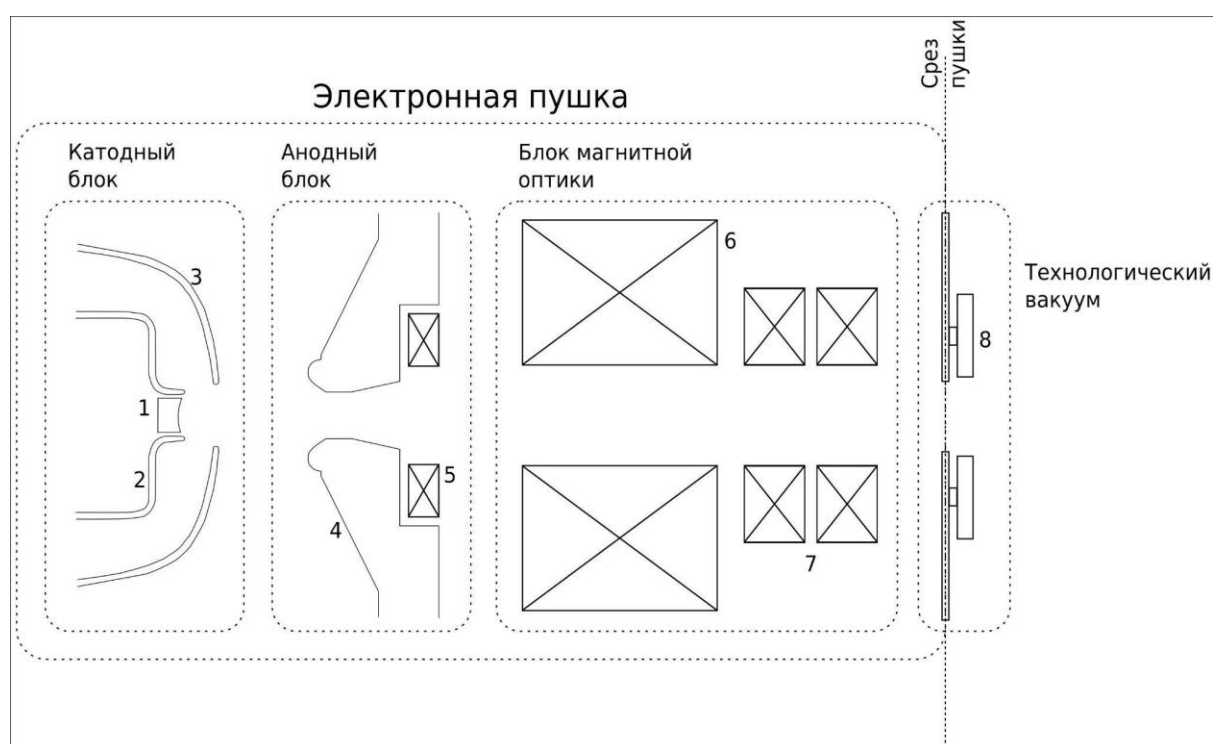 Срез
пушки
Электронная пушка
Катодный
блок
Анодный
блок
Блок магнитной
оптики
Технологический
вакуум
3
6
8
1
2
4
5
7